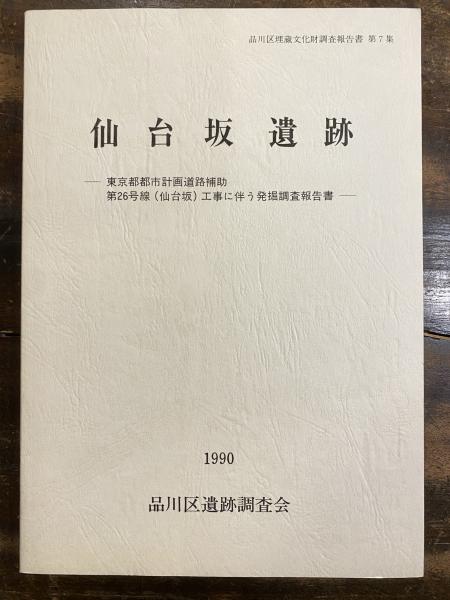 品川区埋蔵文化財調査報告書 第7集
仙台坂遺跡
― 東京都都市計画道路補助
第26号線(仙台坂)工事に伴う発掘調査報告書 ―
1990
品川区遺跡調査会